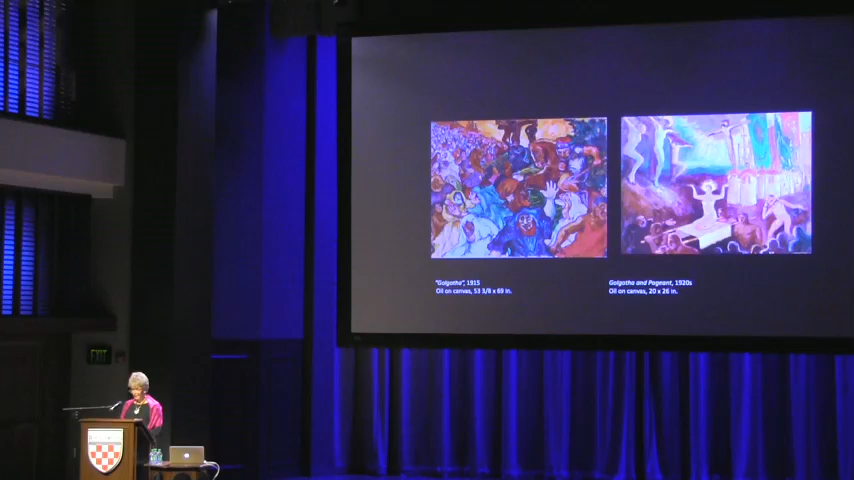 "Golgotha", 1915
Oil on canvas, 53 3/8 x 69 in.
Golgotha and Pageant, 1920s
Oil on canvas, 20 x 26 in.
EXIT